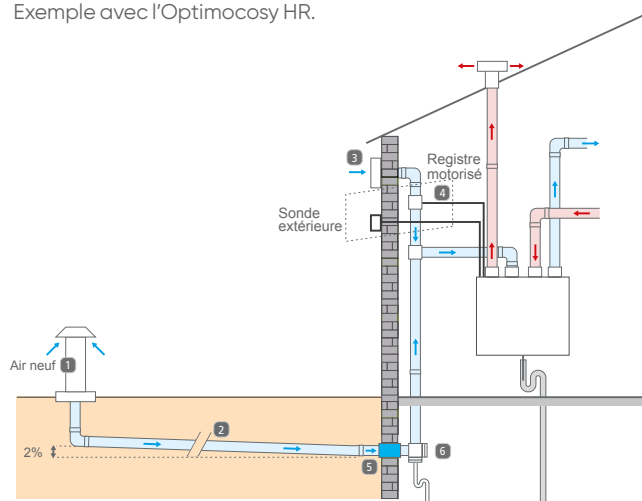 Exemple avec l'Optimocosy HR.
3
Registre
motorisé
4
Sonde
extérieure
Air neuf 1
2
2%
5
6